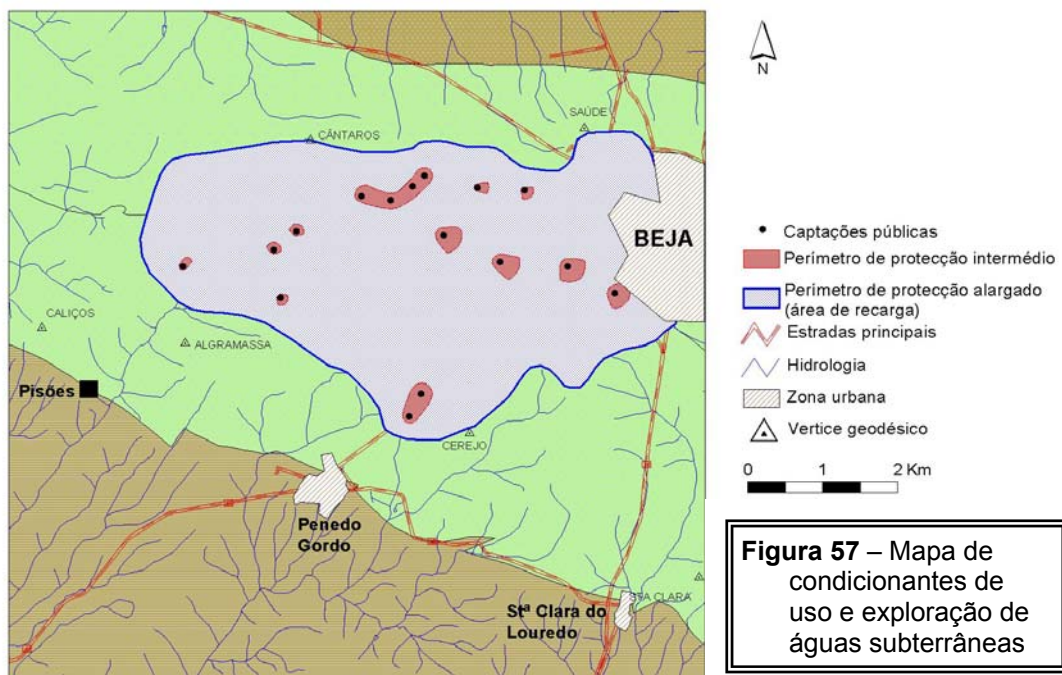 SAÚDE
CÂNTAROS
BEJA
CALIÇOS
ALGRAMASSA
Pisões
CEREJO
Penedo
Gordo
STA CLARA
Stª Clara do
Louredo
N
Captações públicas
Perímetro de protecção intermédio
Perímetro de protecção alargado
(área de recarga)
Estradas principais
Hidrologia
Zona urbana
Vertice geodésico
0 1 2 Km
Figura 57 – Mapa de
condicionantes de
uso e exploração de
águas subterrâneas